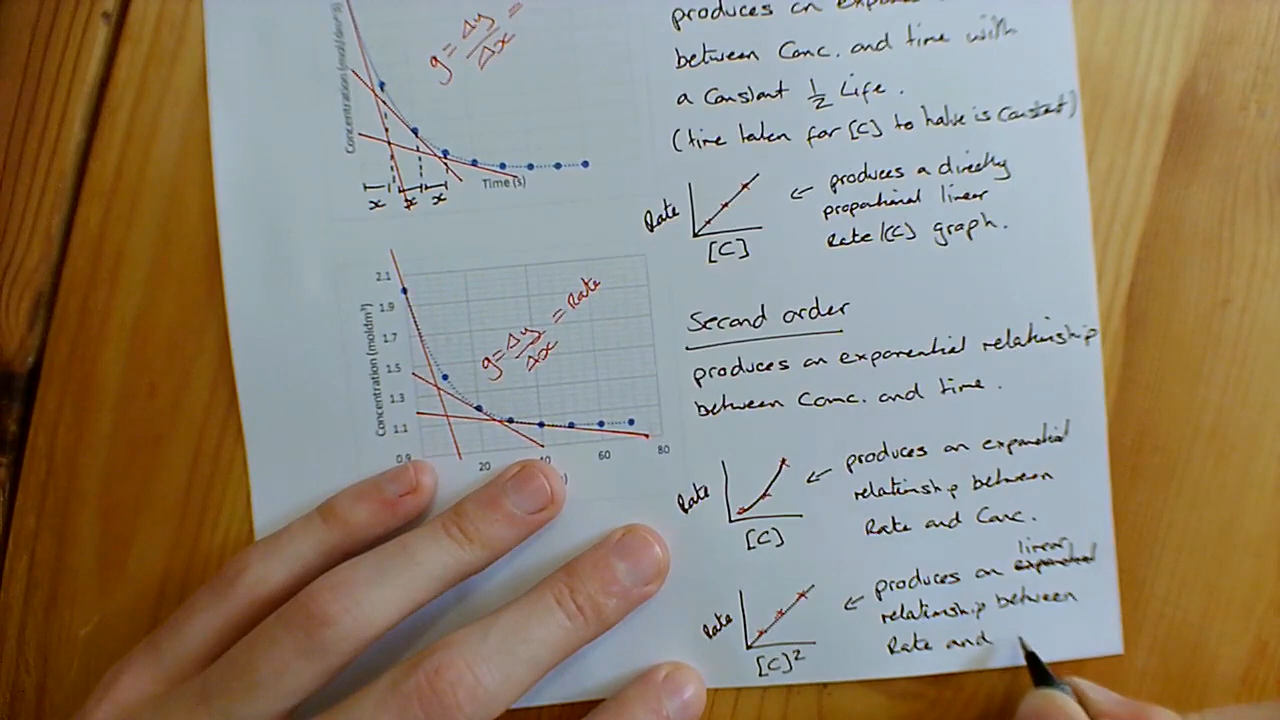 Concentration (mol/dm^3)
g = Δy/Δx =
x x x
Time (s)
produces an
between Conc. and time with
a Constant ½ Life.
(time taken for [C] to halve is Constant)
Rate
[C]
← produces a directly
proportional linear
Rate/[C] graph.
2.1
1.9
1.7
1.5
1.3
1.1
0.9
20
40
60
80
Concentration (moldm³)
g = Δy/Δx = Rate
Second order
produces an exponential relationship
between Conc. and time.
Rate
[C]
← produces an exponential
relationship between
Rate and Conc.
Rate
[C]²
linear
← produces an exponential
relationship between
Rate and